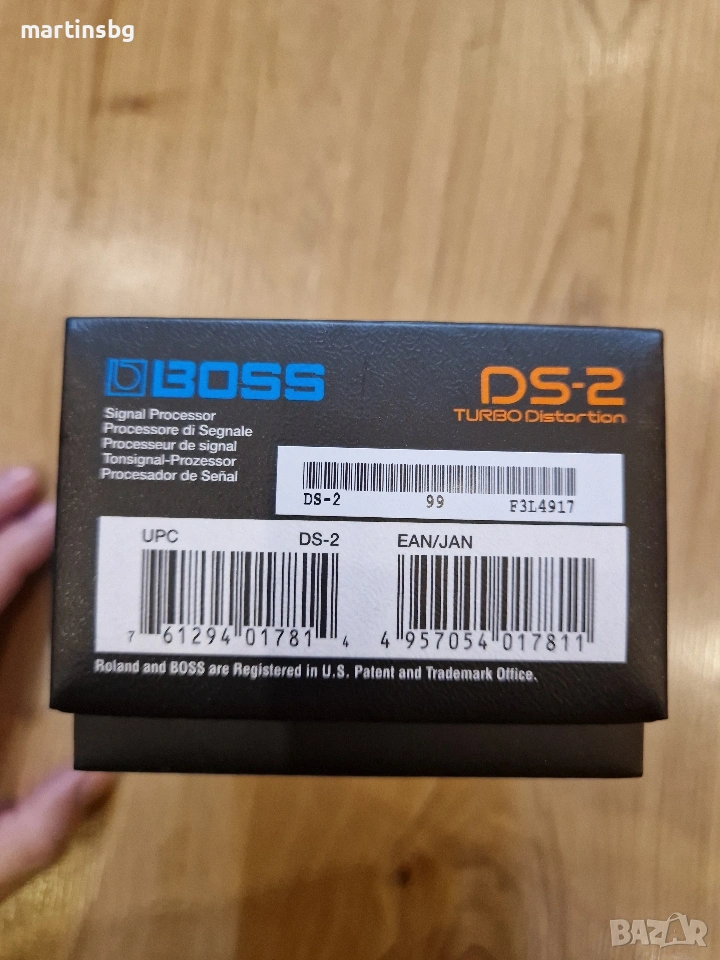 martinsbg
BOSS
Signal Processor
Processore di Segnale
Processeur de signal
Tonsignal-Prozessor
Procesador de Señal
DS-2
TURBO Distortion
DS-2 99 F3L4917
UPC DS-2 EAN/JAN
7 61294 01781 4 4 957054 017811
Roland and BOSS are Registered in U.S. Patent and Trademark Office.
BAZAR